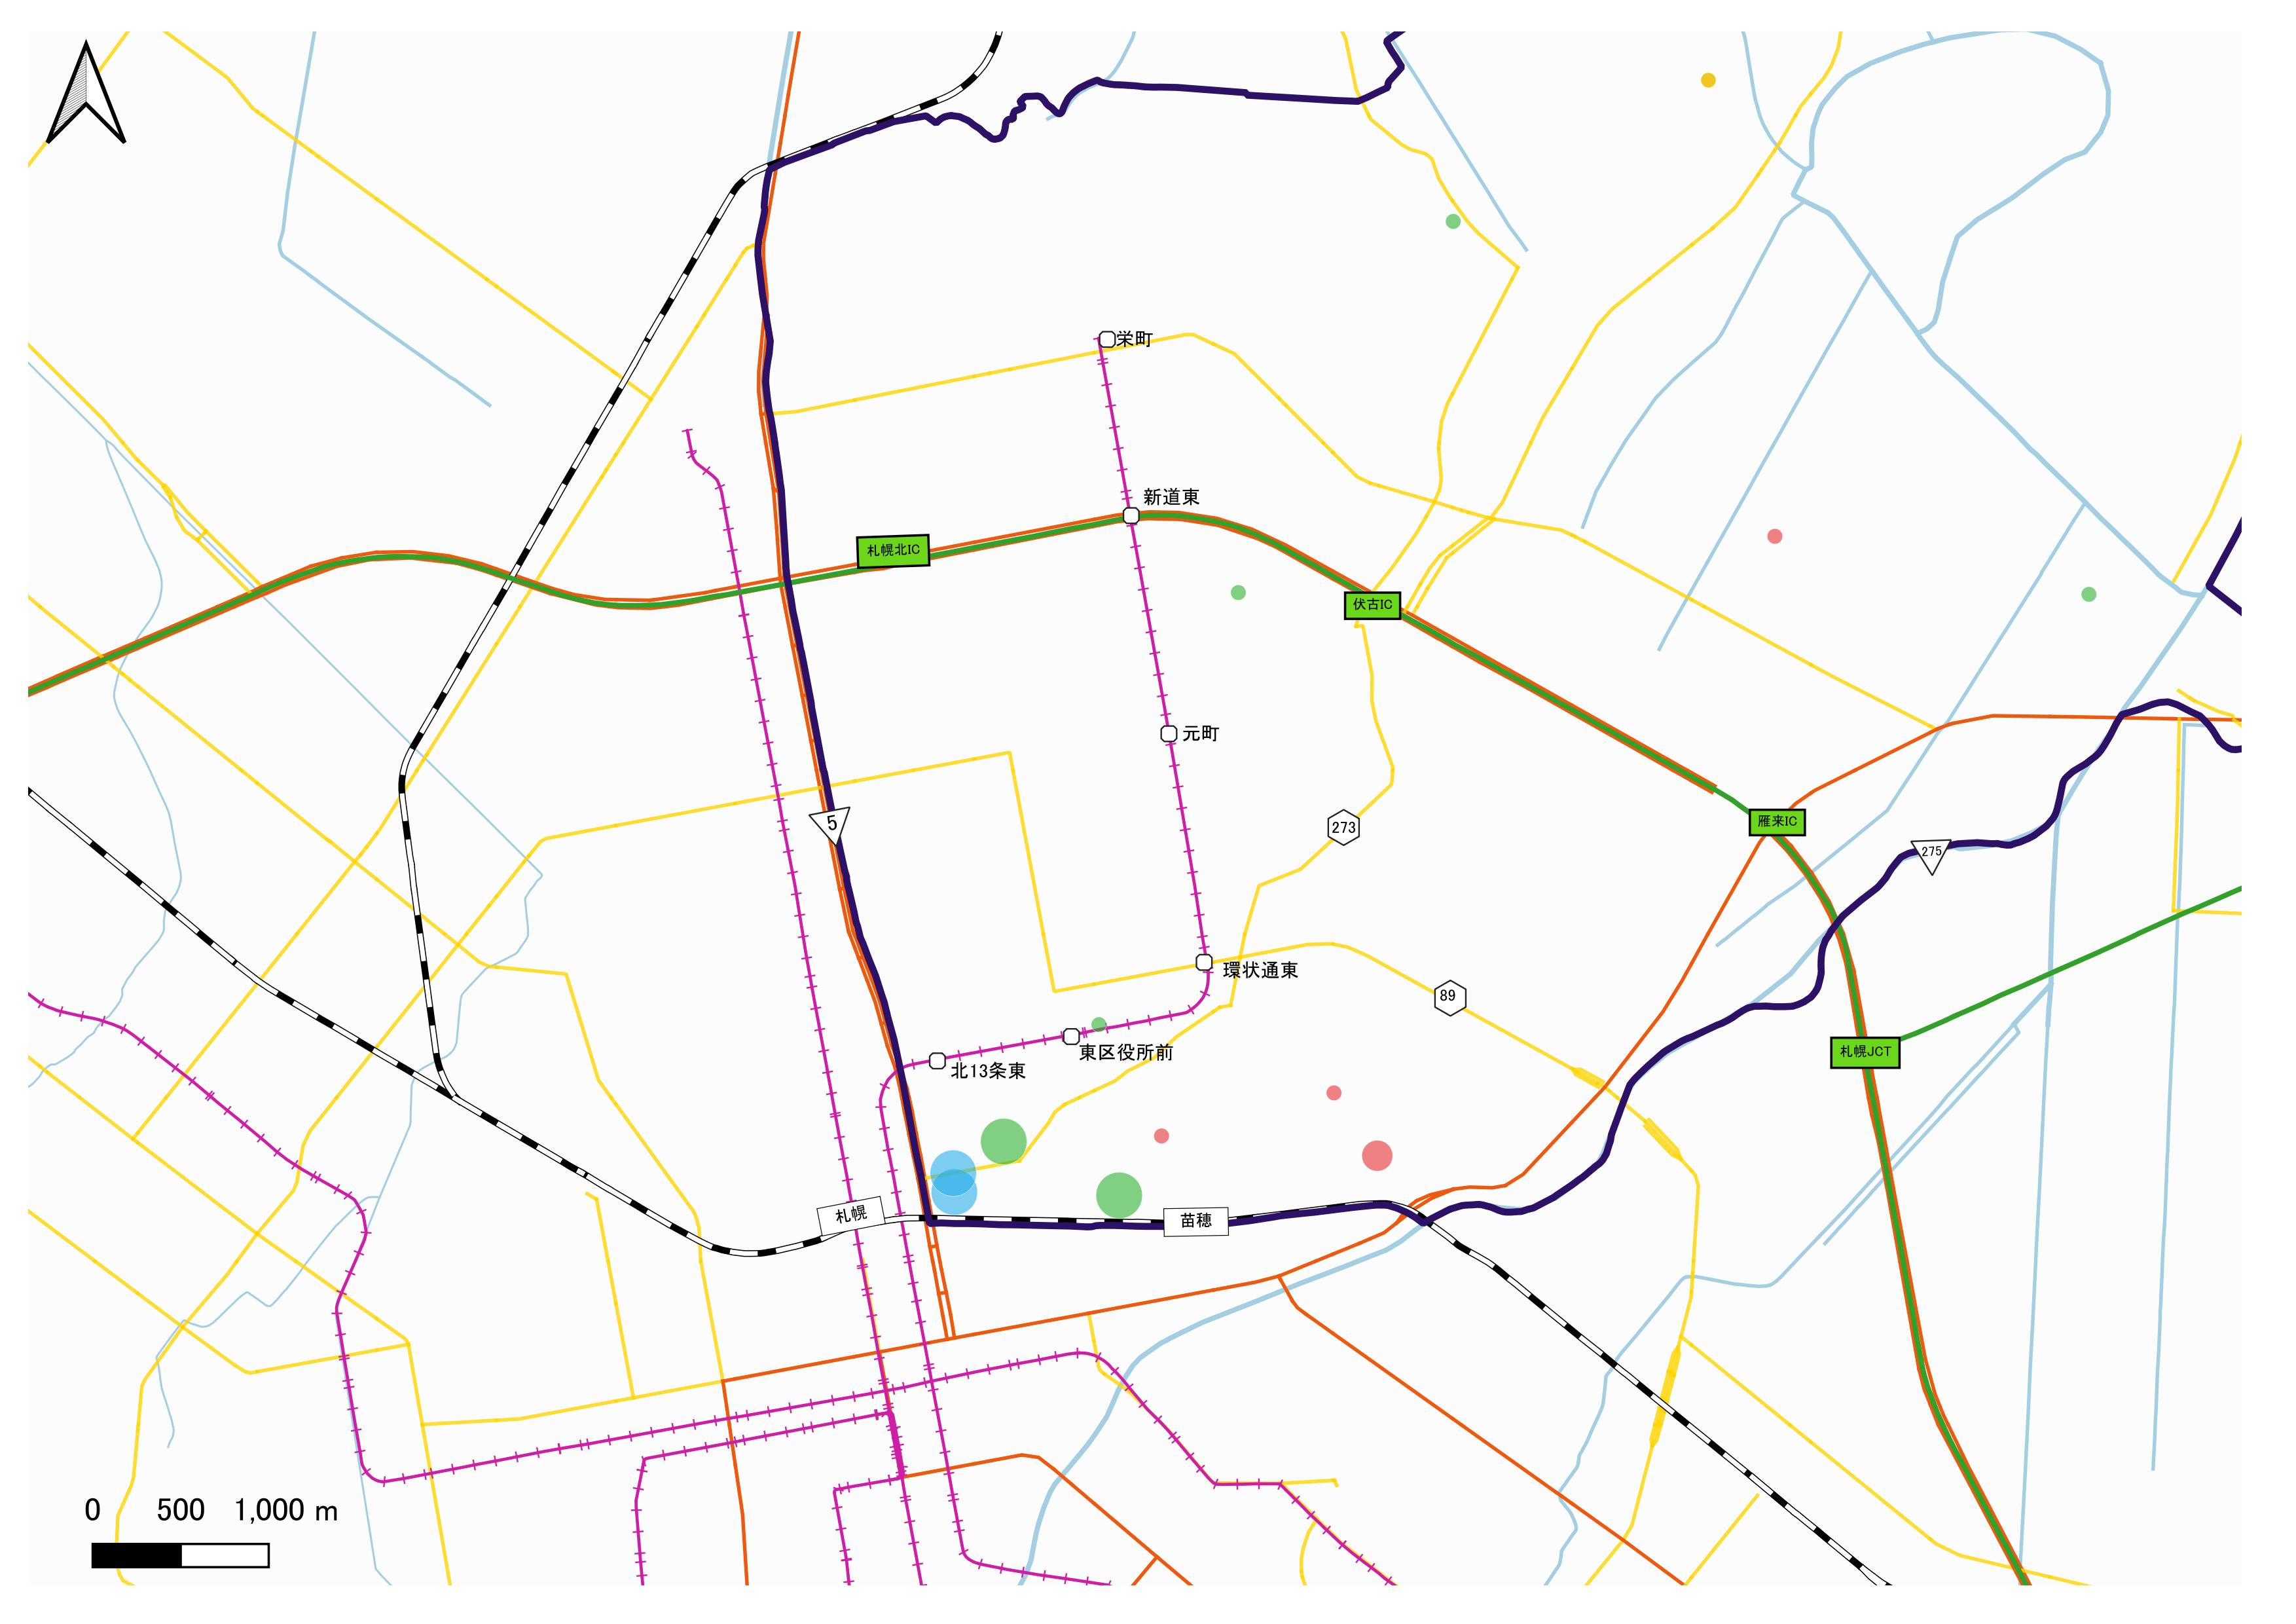 栄町
新道東
札幌北IC
伏古IC
元町
5
273
雁来IC
275
環状通東
89
東区役所前
北13条東
札幌JCT
札幌
苗穂
0 500 1,000 m